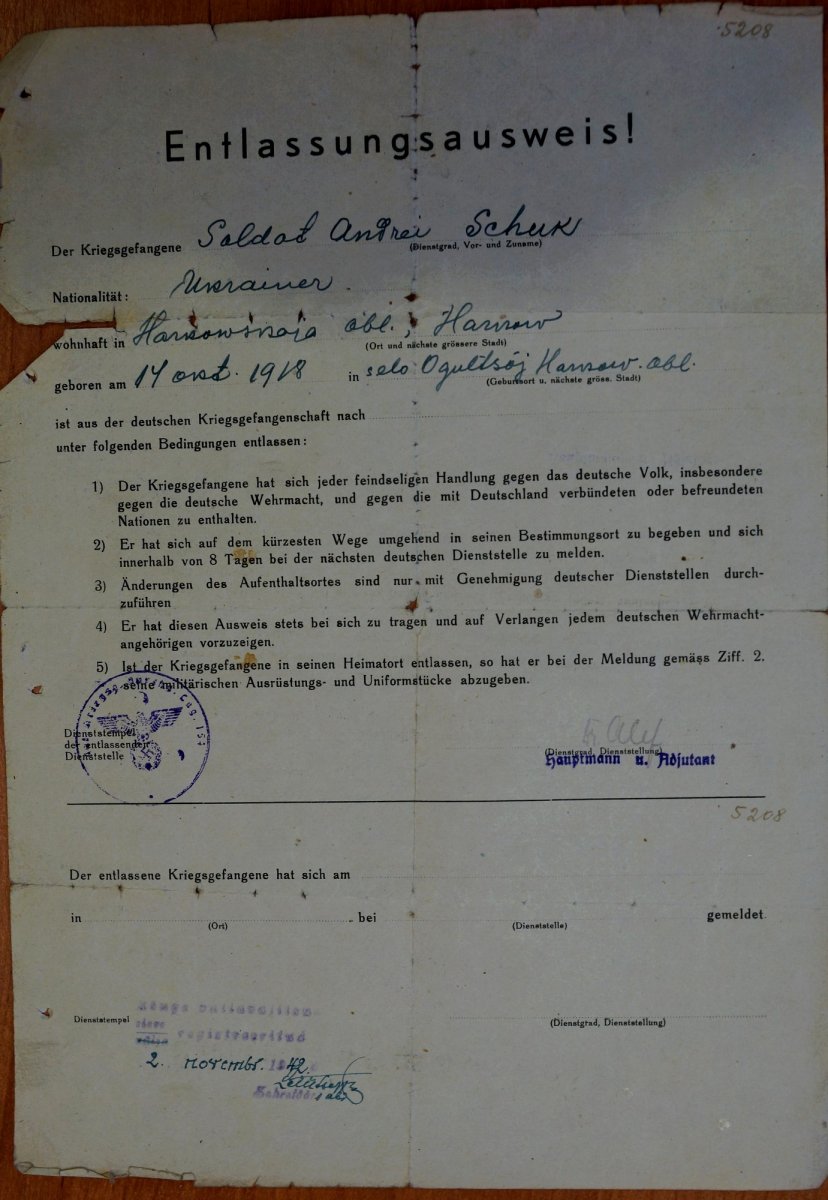 5208
Entlassungsausweis!
Der Kriegsgefangene Soldat Andrei Schuk
(Dienstgrad, Vor- und Zuname)
Nationalität: Ukrainer.
wohnhaft in Harkowskaja obl., Harkow
(Ort und nächste grössere Stadt)
geboren am 14 okt. 1918 in selo Ogultsoj Harkow. obl.
(Geburtsort u. nächste gröss. Stadt)
ist aus der deutschen Kriegsgefangenschaft nach
unter folgenden Bedingungen entlassen:
1) Der Kriegsgefangene hat sich jeder feindseligen Handlung gegen das deutsche Volk, insbesondere
gegen die deutsche Wehrmacht, und gegen die mit Deutschland verbündeten oder befreundeten
Nationen zu enthalten.
2) Er hat sich auf dem kürzesten Wege umgehend in seinen Bestimmungsort zu begeben und sich
innerhalb von 8 Tagen bei der nächsten deutschen Dienststelle zu melden.
3) Änderungen des Aufenthaltsortes sind nur mit Genehmigung deutscher Dienststellen durch-
zuführen
4) Er hat diesen Ausweis stets bei sich zu tragen und auf Verlangen jedem deutschen Wehrmacht-
angehörigen vorzuzeigen.
5) Ist der Kriegsgefangene in seinen Heimatort entlassen, so hat er bei der Meldung gemäss Ziff. 2.
seine militärischen Ausrüstungs- und Uniformstücke abzugeben.
Dienststempel
der entlassenden
Dienststelle
(Dienstgrad, Dienststellung)
Hauptmann u. Adjutant
5208
Der entlassene Kriegsgefangene hat sich am
in bei gemeldet
(Ort) (Dienststelle)
Dienststempel
registreeritud
(Dienstgrad, Dienststellung)
2. novembr. 1942.